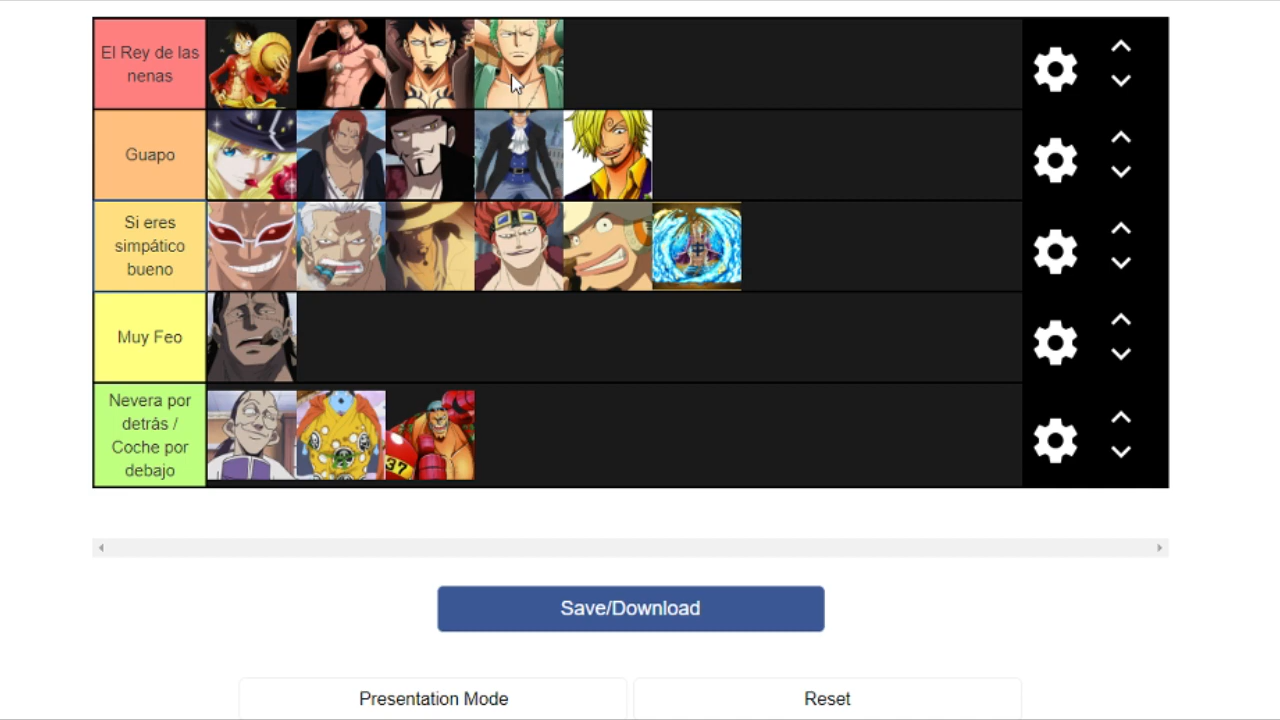 El Rey de las
nenas
Guapo
Si eres
simpático
bueno
Muy Feo
Nevera por
detrás /
Coche por
debajo
37
Save/Download
Presentation Mode
Reset